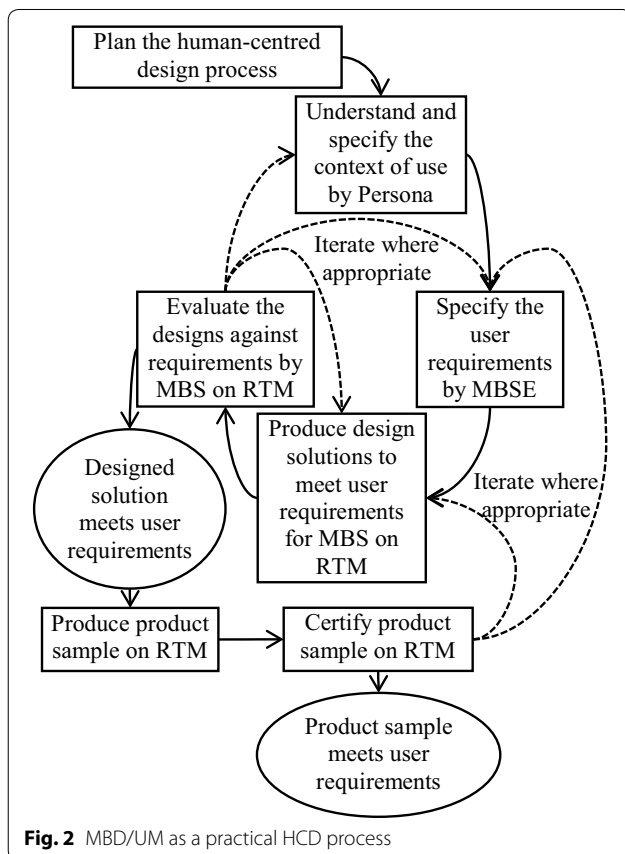 Plan the human-centred
design process
Understand and
specify the
context of use
by Persona
Iterate where
appropriate
Evaluate the
designs against
requirements by
MBS on RTM
Specify the
user
requirements
by MBSE
Produce design
solutions to
meet user
requirements
for MBS on
RTM
Iterate where
appropriate
Designed
solution
meets user
requirements
Produce product
sample on RTM
Certify product
sample on RTM
Product sample
meets user
requirements
Fig. 2 MBD/UM as a practical HCD process